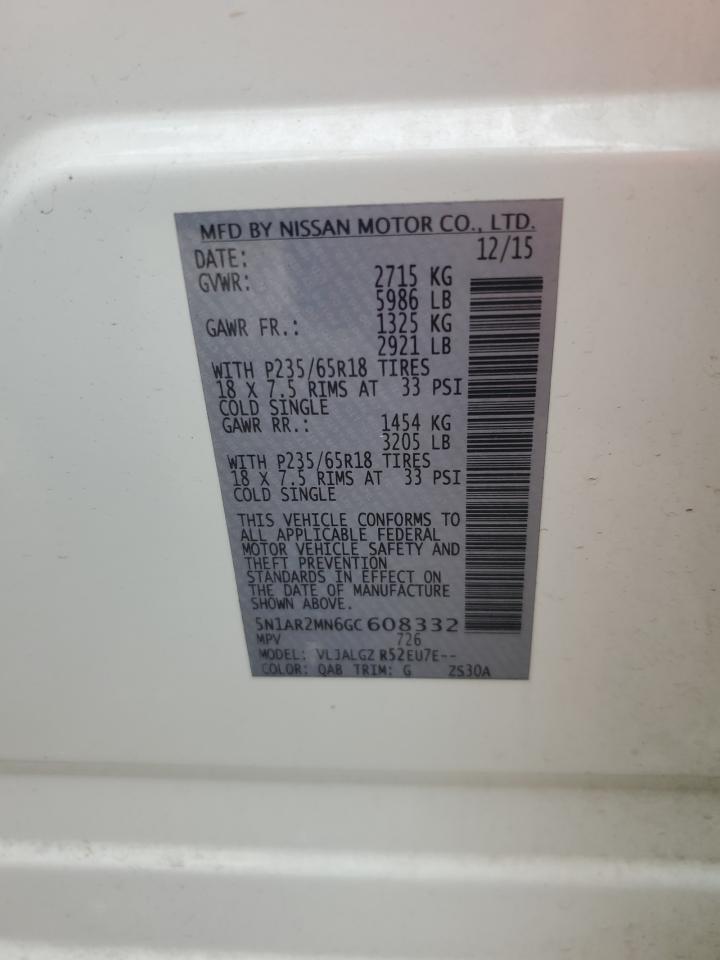 MFD BY NISSAN MOTOR CO., LTD.
DATE: 12/15
GVWR: 2715 KG
5986 LB
GAWR FR.: 1325 KG
2921 LB
WITH P235/65R18 TIRES
18 X 7.5 RIMS AT 33 PSI
COLD SINGLE
GAWR RR.: 1454 KG
3205 LB
WITH P235/65R18 TIRES
18 X 7.5 RIMS AT 33 PSI
COLD SINGLE
THIS VEHICLE CONFORMS TO
ALL APPLICABLE FEDERAL
MOTOR VEHICLE SAFETY AND
THEFT PREVENTION
STANDARDS IN EFFECT ON
THE DATE OF MANUFACTURE
SHOWN ABOVE.
5N1AR2MN6GC608332
MPV 726
MODEL: VLJALGZ R52EU7E--
COLOR: QAB TRIM: G ZS30A